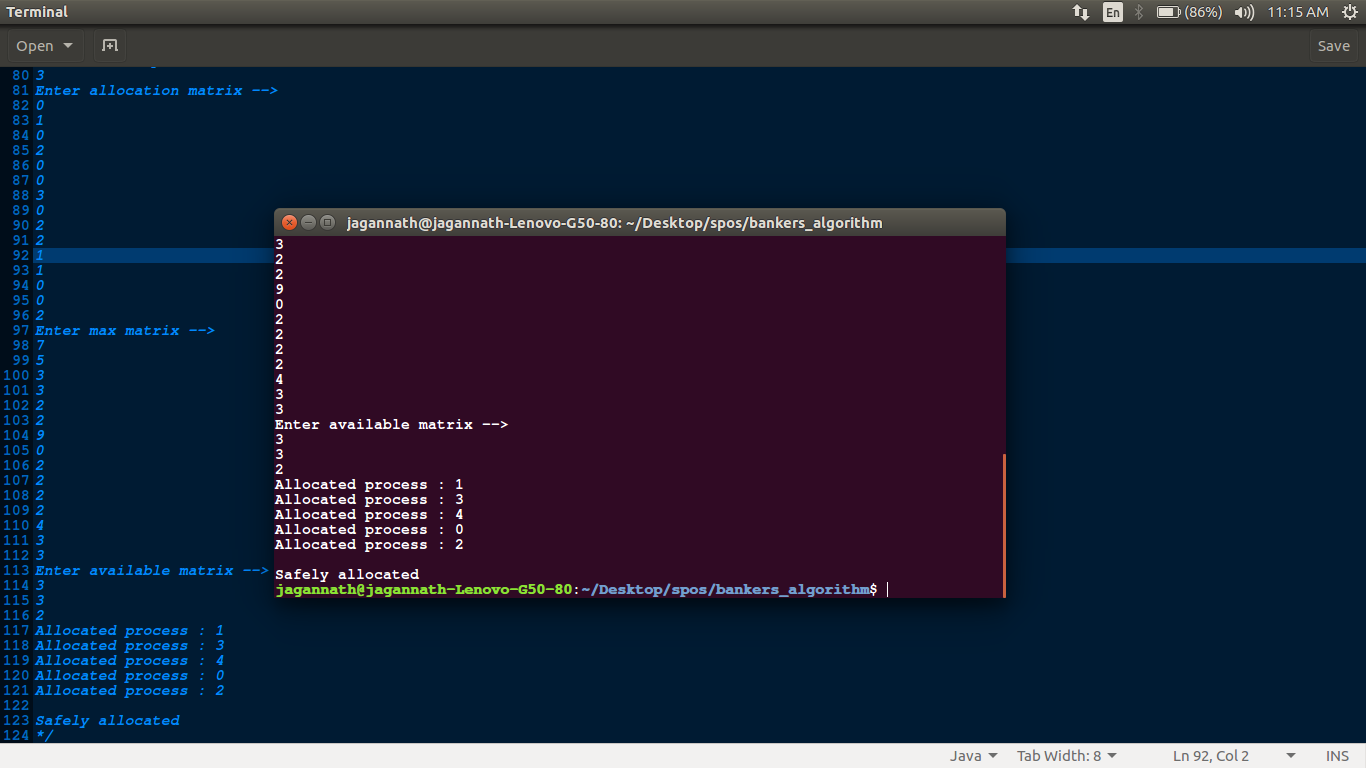 Terminal
En
(86%)
11:15 AM
Open
Save
80 3
81 Enter allocation matrix -->
82 0
83 1
84 0
85 2
86 0
87 0
88 3
89 0
90 2
91 2
92 1
93 1
94 0
95 0
96 2
97 Enter max matrix -->
98 7
99 5
100 3
101 3
102 2
103 2
104 9
105 0
106 2
107 2
108 2
109 2
110 4
111 3
112 3
113 Enter available matrix -->
114 3
115 3
116 2
117 Allocated process : 1
118 Allocated process : 3
119 Allocated process : 4
120 Allocated process : 0
121 Allocated process : 2
122
123 Safely allocated
124 */
jagannath@jagannath-Lenovo-G50-80: ~/Desktop/spos/bankers_algorithm
3
2
2
9
0
2
2
2
2
4
3
3
Enter available matrix -->
3
3
2
Allocated process : 1
Allocated process : 3
Allocated process : 4
Allocated process : 0
Allocated process : 2
Safely allocated
jagannath@jagannath-Lenovo-G50-80:~/Desktop/spos/bankers_algorithm$
Java
Tab Width: 8
Ln 92, Col 2
INS